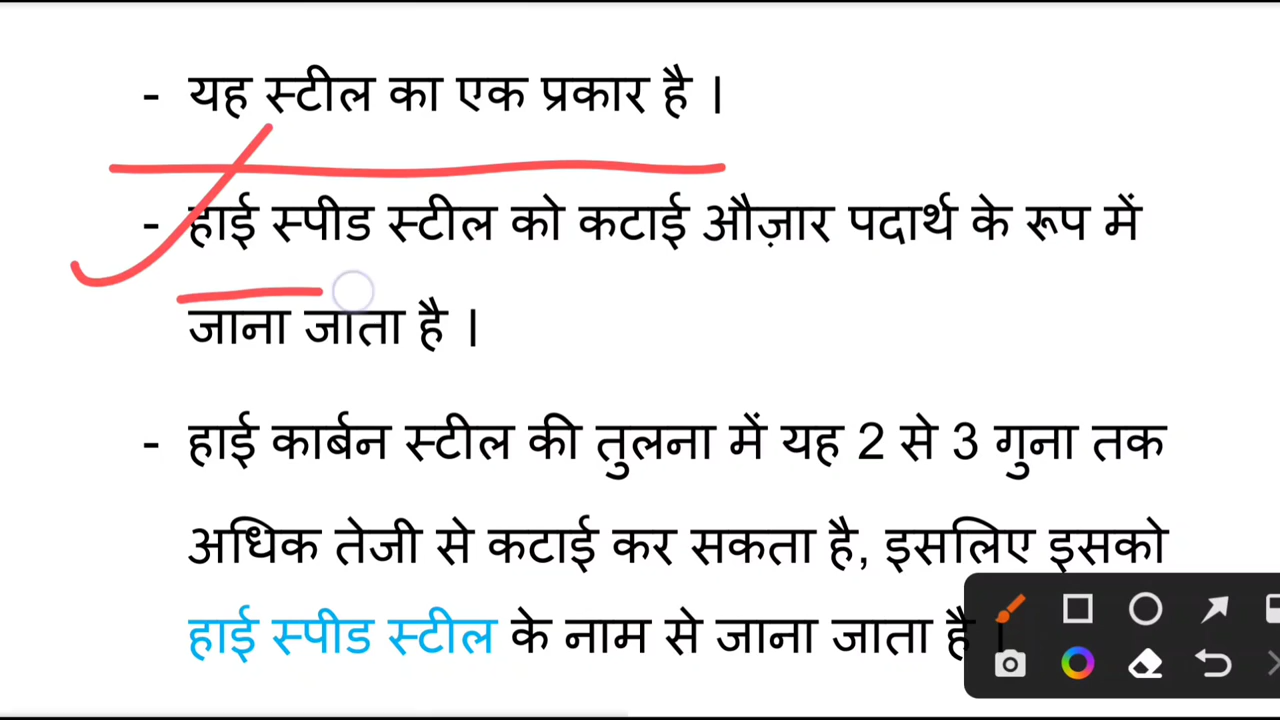 - यह स्टील का एक प्रकार है ।
- हाई स्पीड स्टील को कटाई औज़ार पदार्थ के रूप में
जाना जाता है ।
- हाई कार्बन स्टील की तुलना में यह 2 से 3 गुना तक
अधिक तेजी से कटाई कर सकता है, इसलिए इसको
हाई स्पीड स्टील के नाम से जाना जाता है ।